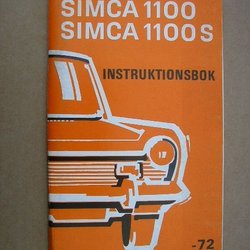 SIMCA 1100
SIMCA 1100 S
INSTRUKTIONSBOK
-72